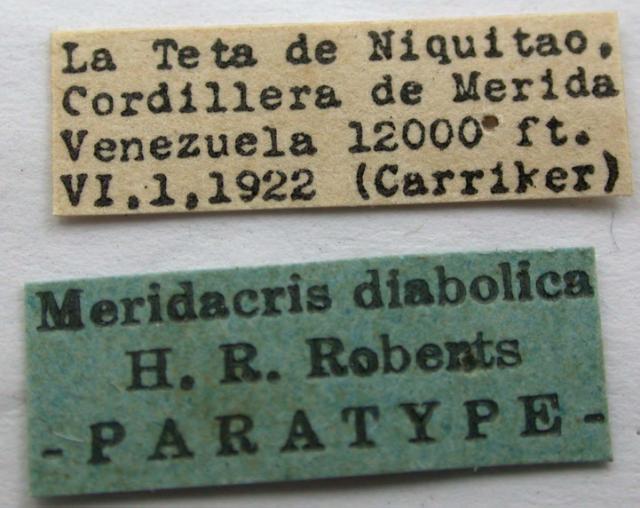 La Teta de Niquitao,
Cordillera de Merida
Venezuela 12000 ft.
VI,1,1922 (Carriker)
Meridacris diabolica
H. R. Roberts
-PARATYPE-